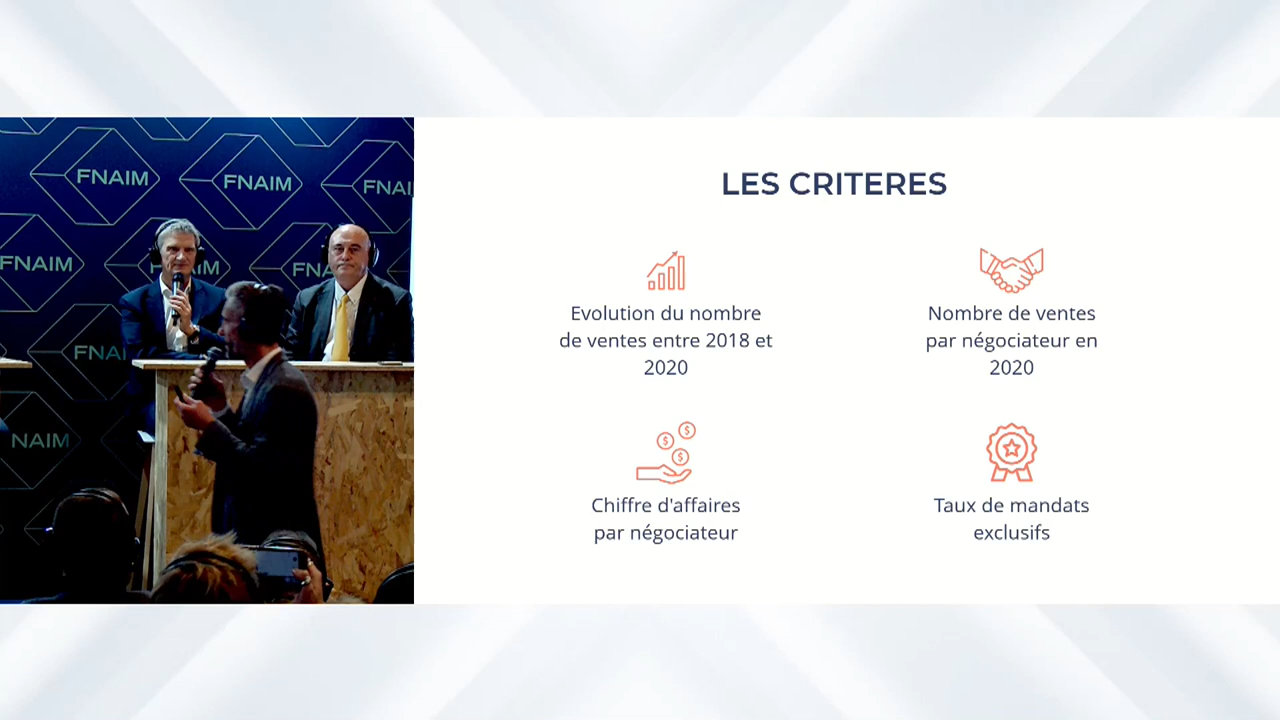 FNAIM
FNAIM
FNAI
FNAIM
FNAIM
FNA
FNAI
NAIM
LES CRITERES
Evolution du nombre
de ventes entre 2018 et
2020
Nombre de ventes
par négociateur en
2020
Chiffre d'affaires
par négociateur
Taux de mandats
exclusifs